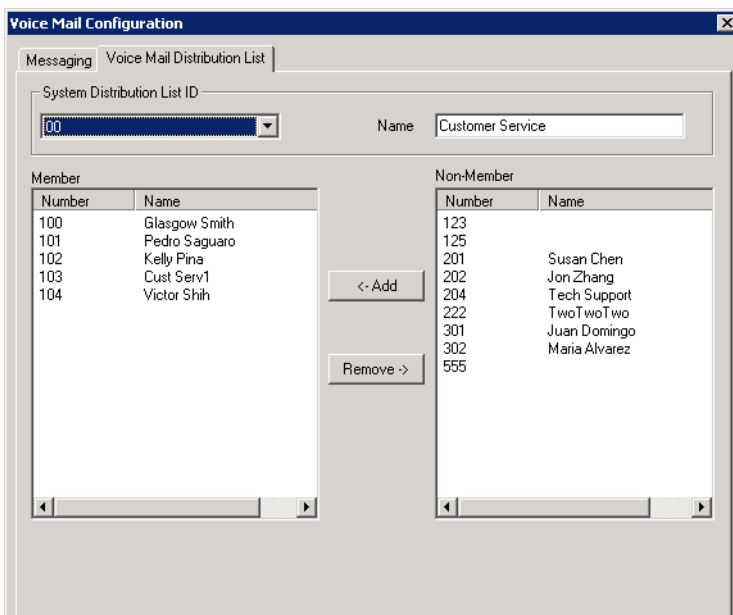 Voice Mail Configuration
Messaging Voice Mail Distribution List
System Distribution List ID
00 Name Customer Service
Member
Number Name
100 Glasgow Smith
101 Pedro Saguaro
102 Kelly Pina
103 Cust Serv1
104 Victor Shih
<- Add
Remove ->
Non-Member
Number Name
123
125
201 Susan Chen
202 Jon Zhang
204 Tech Support
222 TwoTwoTwo
301 Juan Domingo
302 Maria Alvarez
555